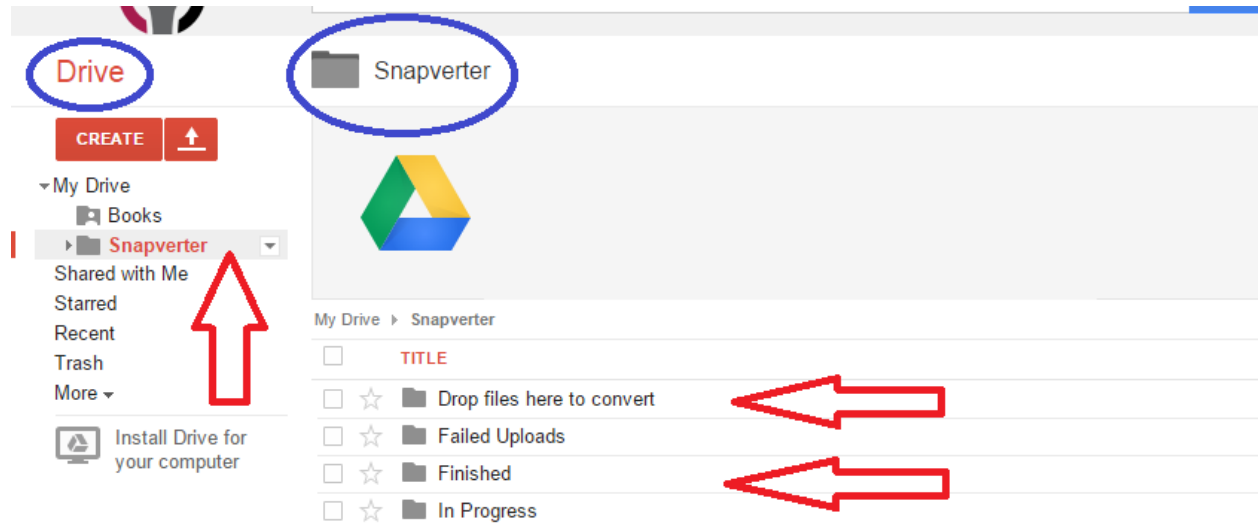 Drive
Snapverter
CREATE
My Drive
Books
Snapverter
Shared with Me
Starred
Recent
Trash
More
Install Drive for
your computer
My Drive Snapverter
TITLE
Drop files here to convert
Failed Uploads
Finished
In Progress